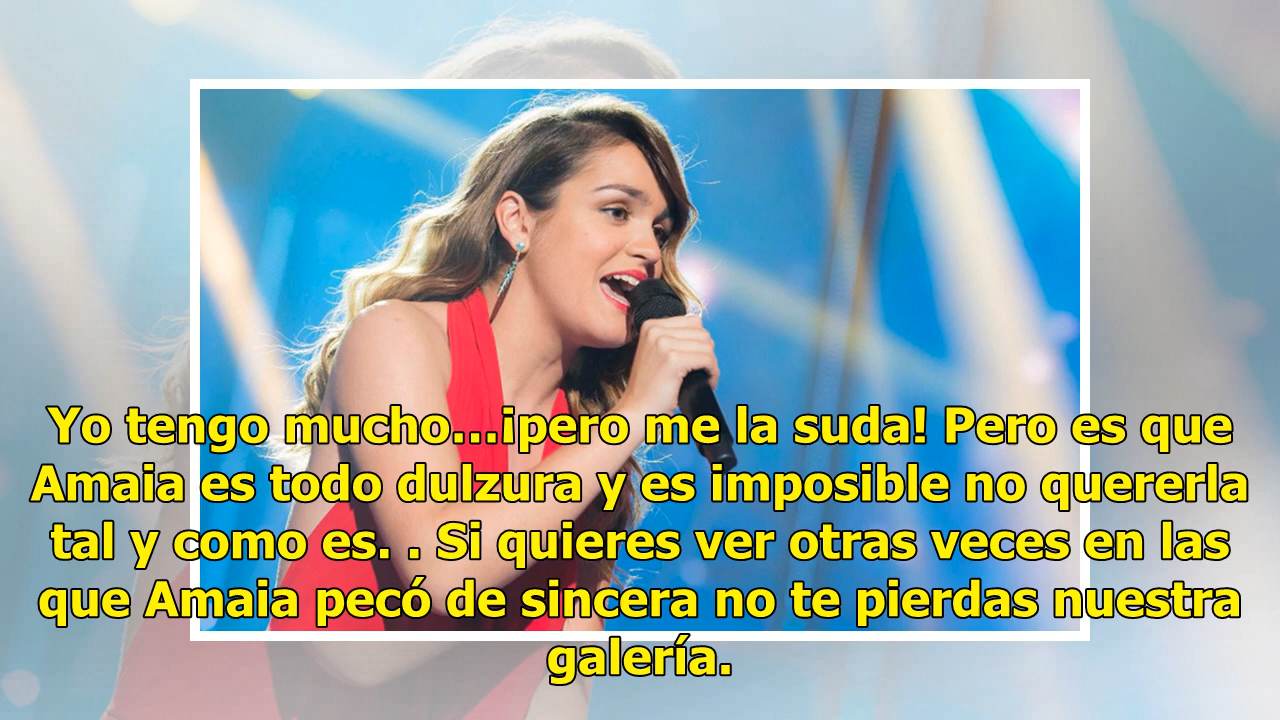 Yo tengo mucho...¡pero me la suda! Pero es que
Amaia es todo dulzura y es imposible no quererla
tal y como es. . Si quieres ver otras veces en las
que Amaia pecó de sincera no te pierdas nuestra
galería.